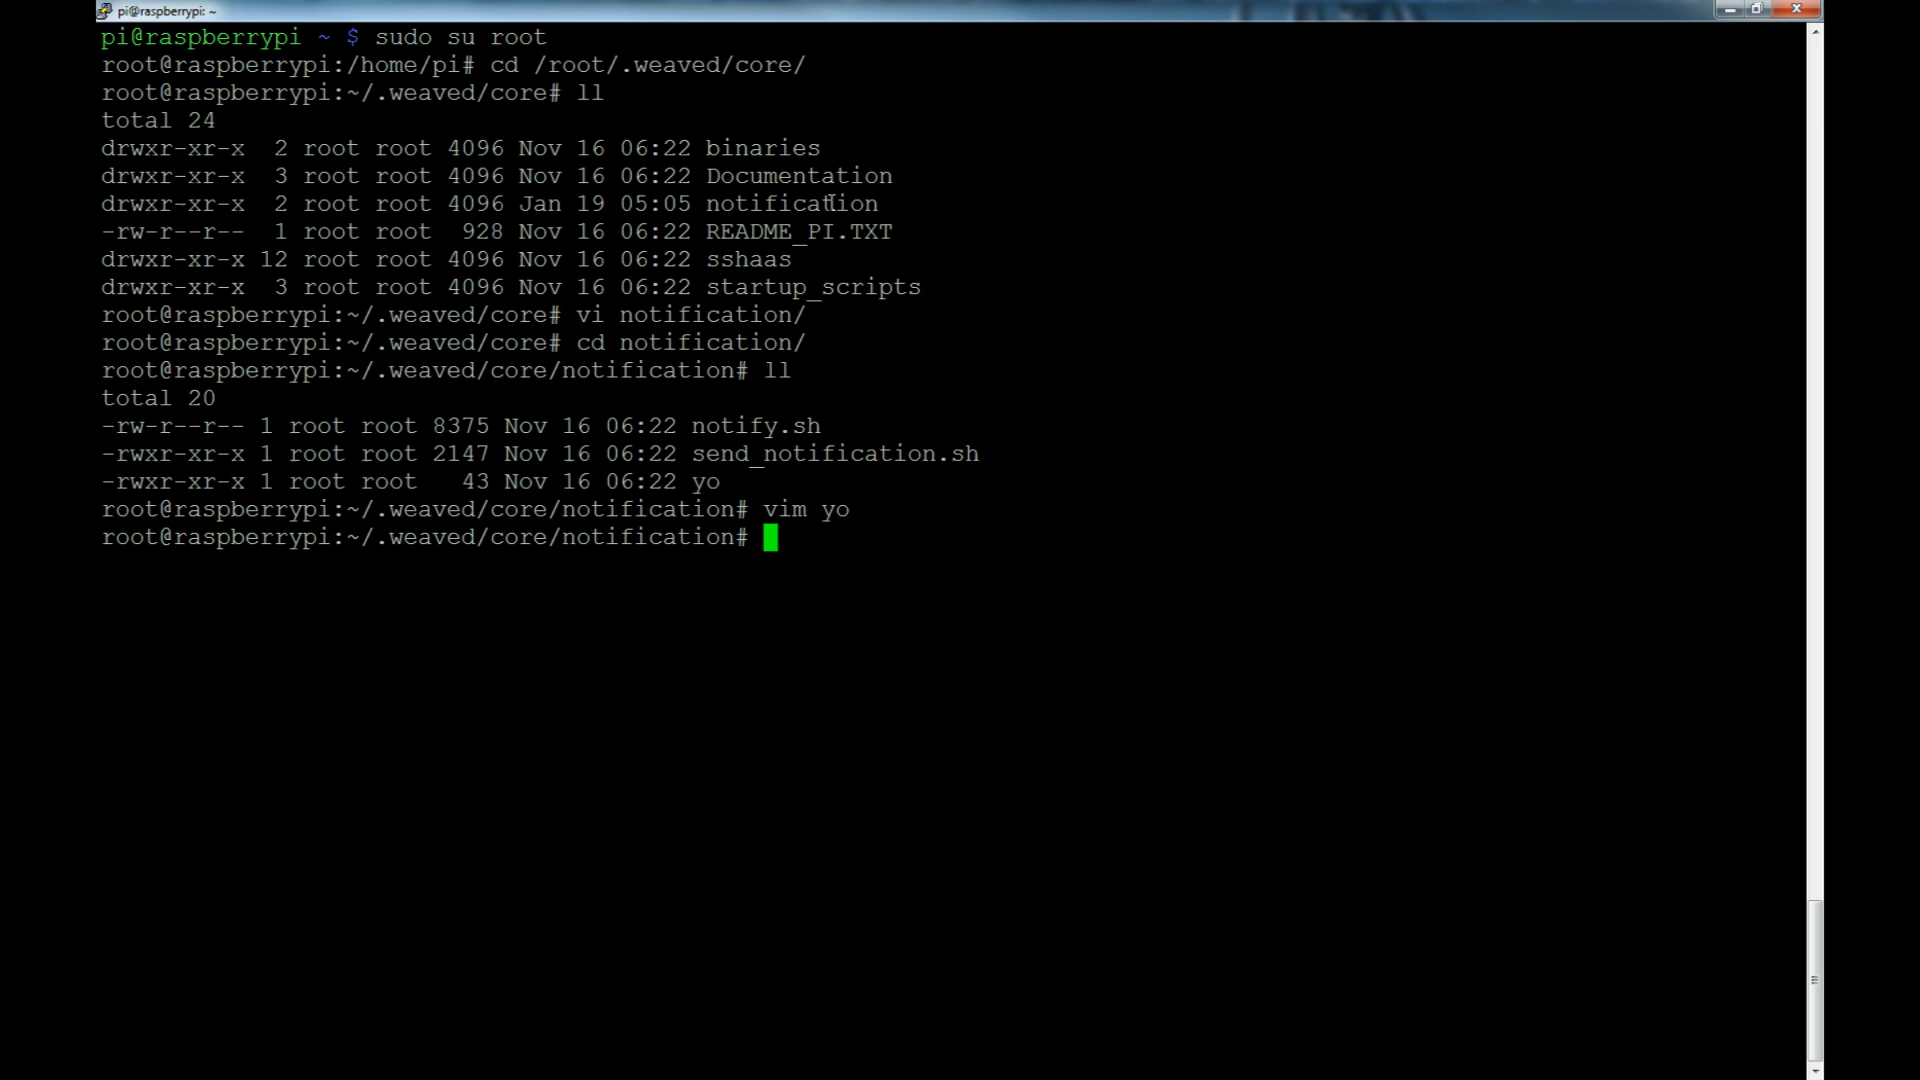 pi@raspberrypi: ~
pi@raspberrypi ~ $ sudo su root
root@raspberrypi:/home/pi# cd /root/.weaved/core/
root@raspberrypi:~/.weaved/core# ll
total 24
drwxr-xr-x  2 root root 4096 Nov 16 06:22 binaries
drwxr-xr-x  3 root root 4096 Nov 16 06:22 Documentation
drwxr-xr-x  2 root root 4096 Jan 19 05:05 notification
-rw-r--r--  1 root root  928 Nov 16 06:22 README_PI.TXT
drwxr-xr-x 12 root root 4096 Nov 16 06:22 sshaas
drwxr-xr-x  3 root root 4096 Nov 16 06:22 startup_scripts
root@raspberrypi:~/.weaved/core# vi notification/
root@raspberrypi:~/.weaved/core# cd notification/
root@raspberrypi:~/.weaved/core/notification# ll
total 20
-rw-r--r-- 1 root root 8375 Nov 16 06:22 notify.sh
-rwxr-xr-x 1 root root 2147 Nov 16 06:22 send_notification.sh
-rwxr-xr-x 1 root root   43 Nov 16 06:22 yo
root@raspberrypi:~/.weaved/core/notification# vim yo
root@raspberrypi:~/.weaved/core/notification#